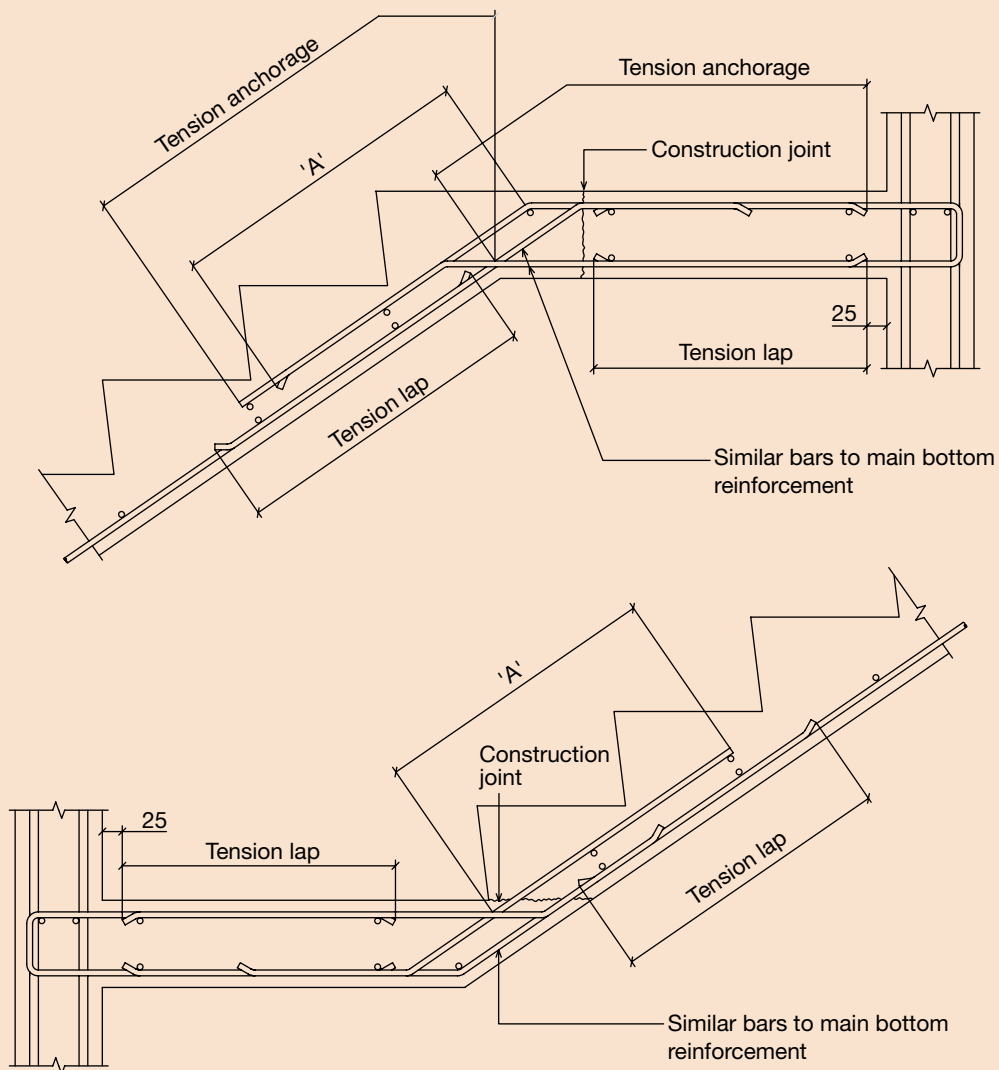 Tension anchorage
Tension anchorage
'A'
Construction joint
25
Tension lap
Tension lap
Similar bars to main bottom
reinforcement
'A'
Construction
joint
25
Tension lap
Tension lap
Similar bars to main bottom
reinforcement